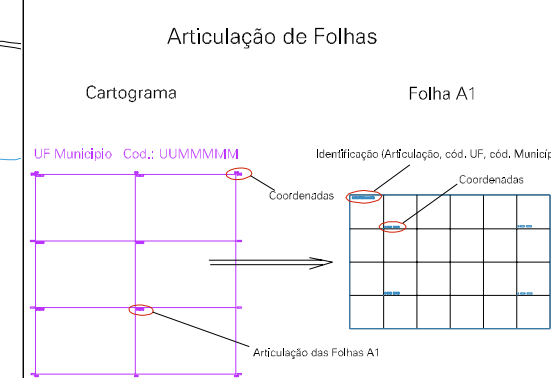 Articulação de Folhas
Cartograma
Folha A1
UF Municipio Cod.: UUMMMMM
Identificação (Articulação, cód. UF, cód. Municíp
Coordenadas
Coordenadas
Articulação das Folhas A1